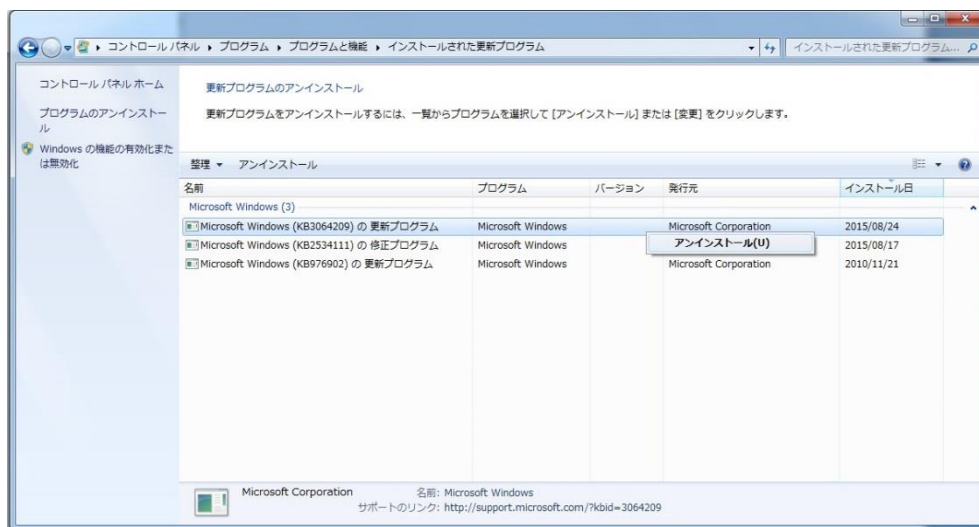 コントロール パネル ▸ プログラム ▸ プログラムと機能 ▸ インストールされた更新プログラム
インストールされた更新プログラム...
コントロール パネル ホーム
プログラムのアンインストー
ル
Windows の機能の有効化また
は無効化
更新プログラムのアンインストール
更新プログラムをアンインストールするには、一覧からプログラムを選択して [アンインストール] または [変更] をクリックします。
整理 ▼ アンインストール
名前 プログラム バージョン 発行元 インストール日
Microsoft Windows (3)
Microsoft Windows (KB3064209) の 更新プログラム Microsoft Windows Microsoft Corporation 2015/08/24
アンインストール(U)
Microsoft Windows (KB2534111) の 修正プログラム Microsoft Windows 2015/08/17
Microsoft Windows (KB976902) の 更新プログラム Microsoft Windows Microsoft Corporation 2010/11/21
Microsoft Corporation 名前: Microsoft Windows
サポートのリンク: http://support.microsoft.com/?kbid=3064209